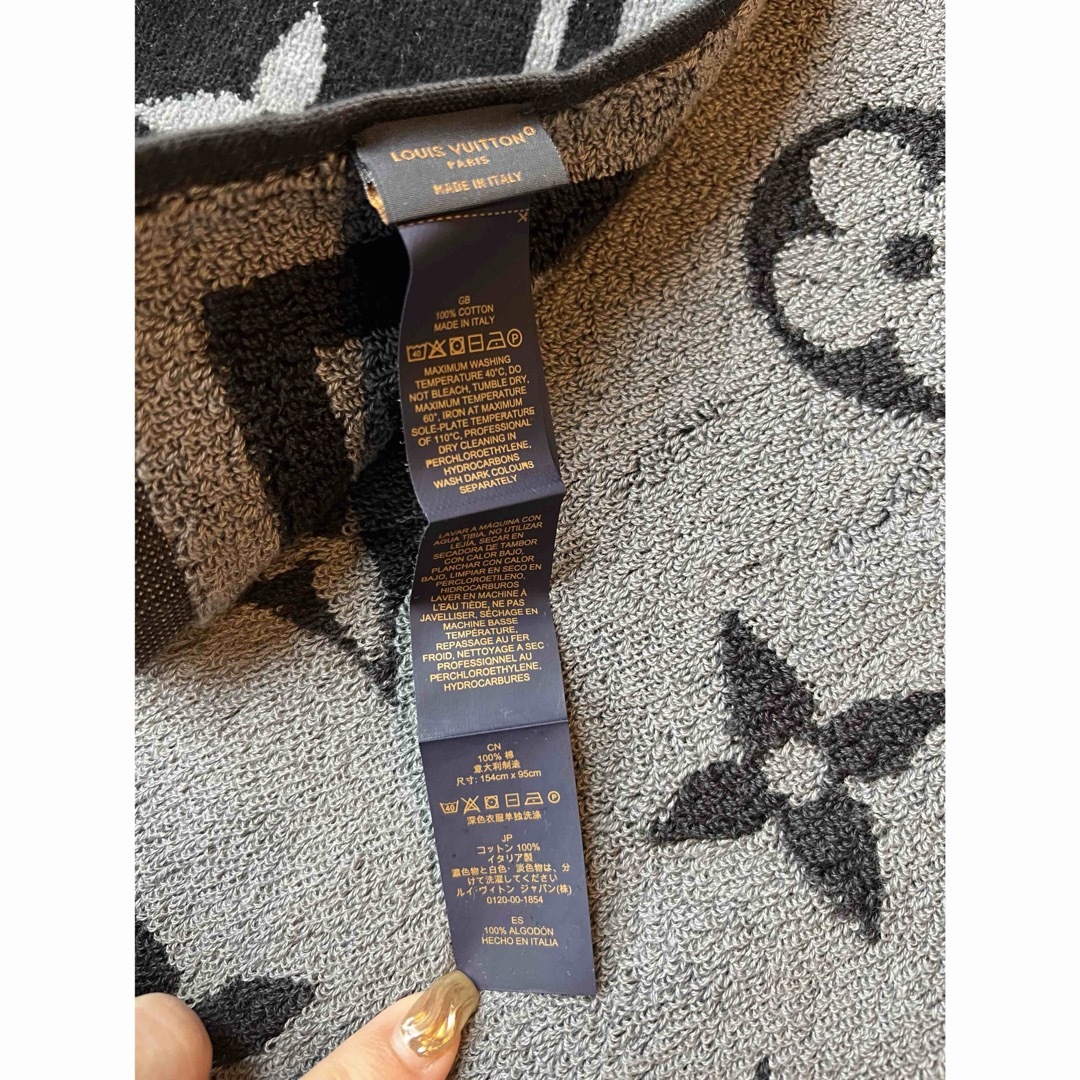 LOUIS VUITTON®
PARIS
MADE IN ITALY
GB
100% COTTON
MADE IN ITALY
40 P
MAXIMUM WASHING
TEMPERATURE 40°C, DO
NOT BLEACH, TUMBLE DRY,
MAXIMUM TEMPERATURE
60°, IRON AT MAXIMUM
SOLE-PLATE TEMPERATURE
OF 110°C, PROFESSIONAL
DRY CLEANING IN
PERCHLOROETHYLENE,
HYDROCARBONS
WASH DARK COLOURS
SEPARATELY
LAVAR A MÁQUINA CON
AGUA TIBIA, NO UTILIZAR
LEJÍA, SECAR EN
SECADORA DE TAMBOR
CON CALOR BAJO,
PLANCHAR CON CALOR
BAJO, LIMPIAR EN SECO EN
PERCLOROETILENO,
HIDROCARBUROS
LAVER EN MACHINE À
L'EAU TIÈDE, NE PAS
JAVELLISER, SÉCHAGE EN
MACHINE BASSE
TEMPÉRATURE,
REPASSAGE AU FER
FROID, NETTOYAGE A SEC
PROFESSIONNEL AU
PERCHLOROETHYLENE,
HYDROCARBURES
CN
100% 棉
意大利制造
尺寸: 154cm x 95cm
40 P
深色衣服单独洗涤
JP
コットン 100%
イタリア製
濃色物と白色· 淡色物は、分
けて洗濯してください
ルイ·ヴィトン ジャパン(株)
0120-00-1854
ES
100% ALGODÓN
HECHO EN ITALIA